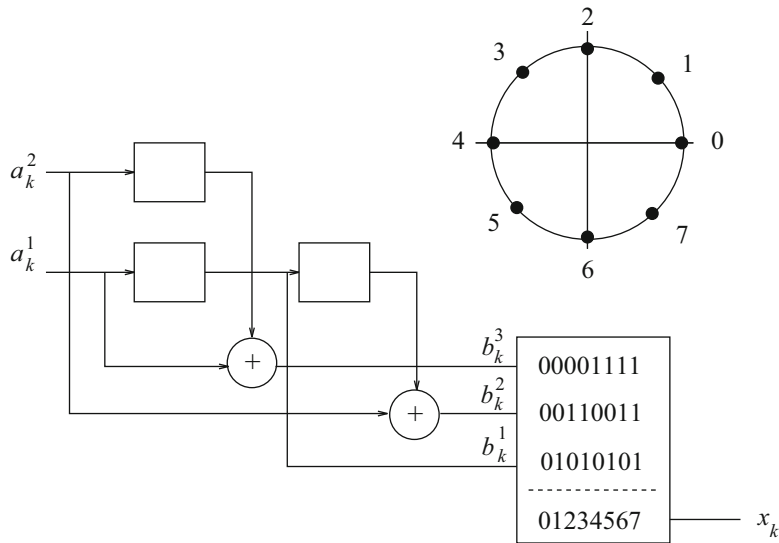 2
3
1
4
0
5
7
6
a_k^2
a_k^1
+
+
b_k^3
b_k^2
b_k^1
00001111
00110011
01010101
01234567
x_k